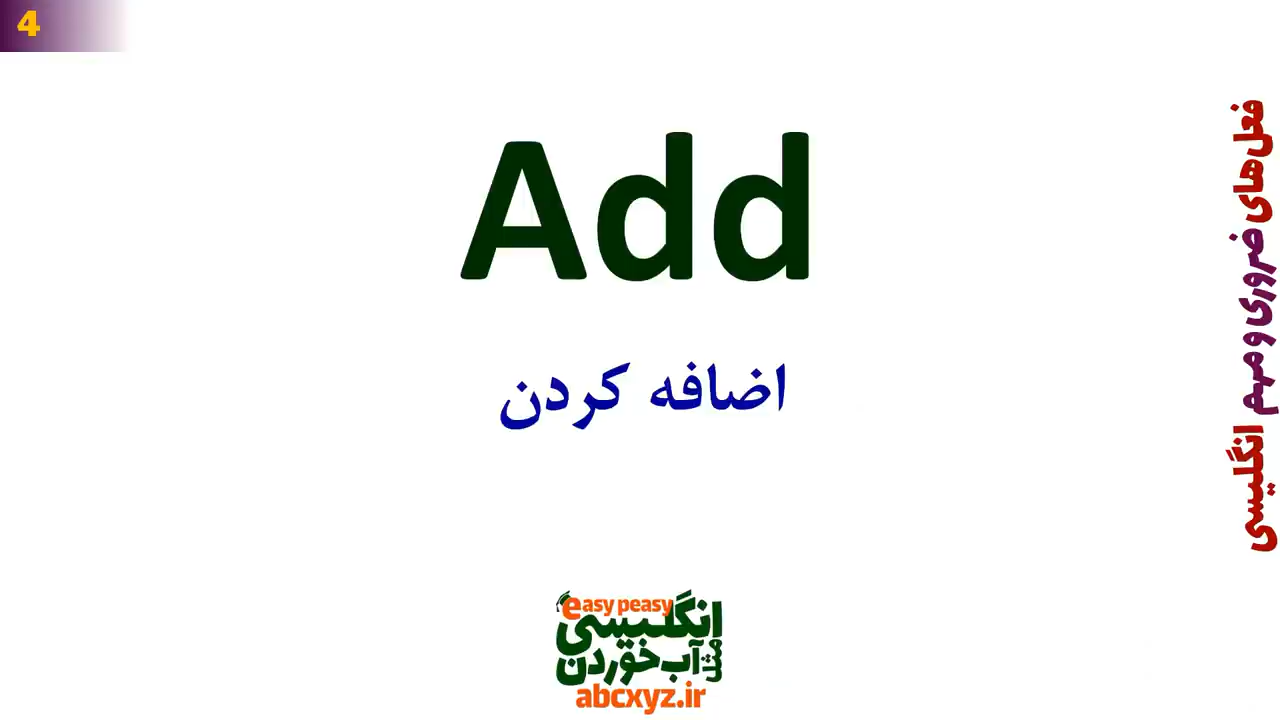 4
Add
اضافه کردن
فعل‌های ضروری و مهم انگلیسی
easy peasy
انگلیسی
مثل آب خوردن
abcxyz.ir